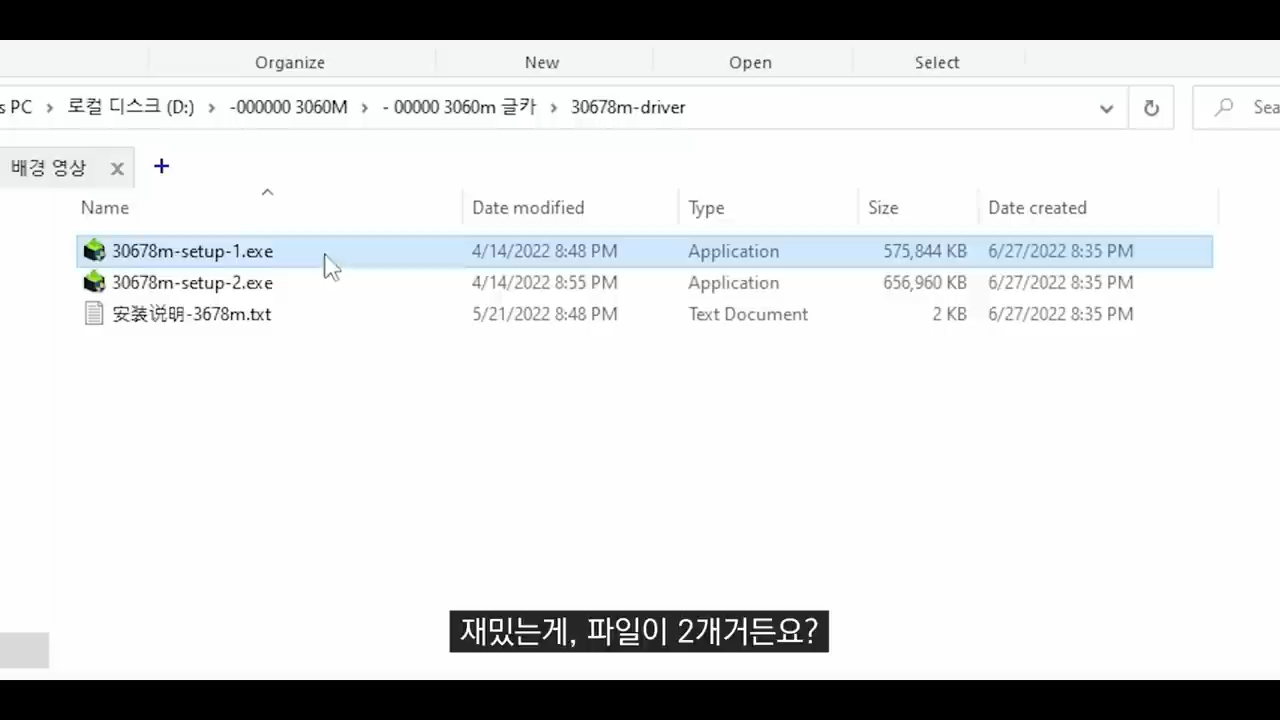 Organize New Open Select
s PC › 로컬 디스크 (D:) › -000000 3060M › - 00000 3060m 글카 › 30678m-driver Sea
배경 영상 × +
Name Date modified Type Size Date created
30678m-setup-1.exe 4/14/2022 8:48 PM Application 575,844 KB 6/27/2022 8:35 PM
30678m-setup-2.exe 4/14/2022 8:55 PM Application 656,960 KB 6/27/2022 8:35 PM
安装说明-3678m.txt 5/21/2022 8:48 PM Text Document 2 KB 6/27/2022 8:35 PM
재밌는게, 파일이 2개거든요?